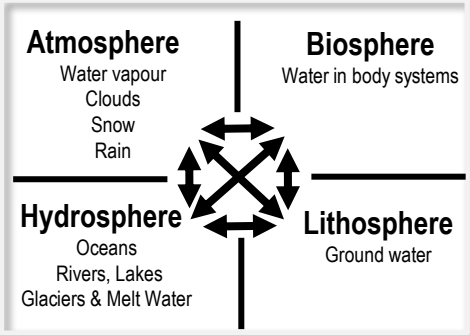 Atmosphere
Water vapour
Clouds
Snow
Rain
Biosphere
Water in body systems
Hydrosphere
Oceans
Rivers, Lakes
Glaciers & Melt Water
Lithosphere
Ground water